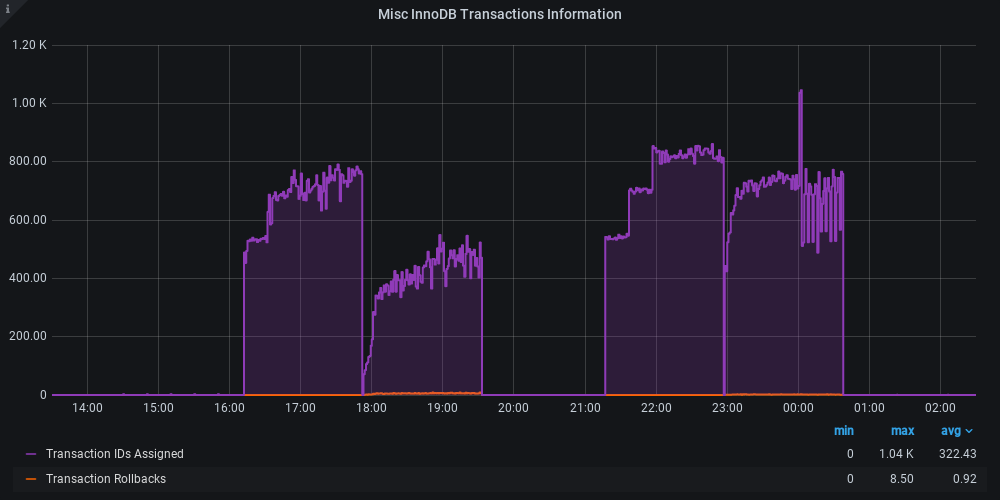 i
Misc InnoDB Transactions Information
1.20 K
1.00 K
800.00
600.00
400.00
200.00
0
14:00 15:00 16:00 17:00 18:00 19:00 20:00 21:00 22:00 23:00 00:00 01:00 02:00
min max avg
Transaction IDs Assigned 0 1.04 K 322.43
Transaction Rollbacks 0 8.50 0.92